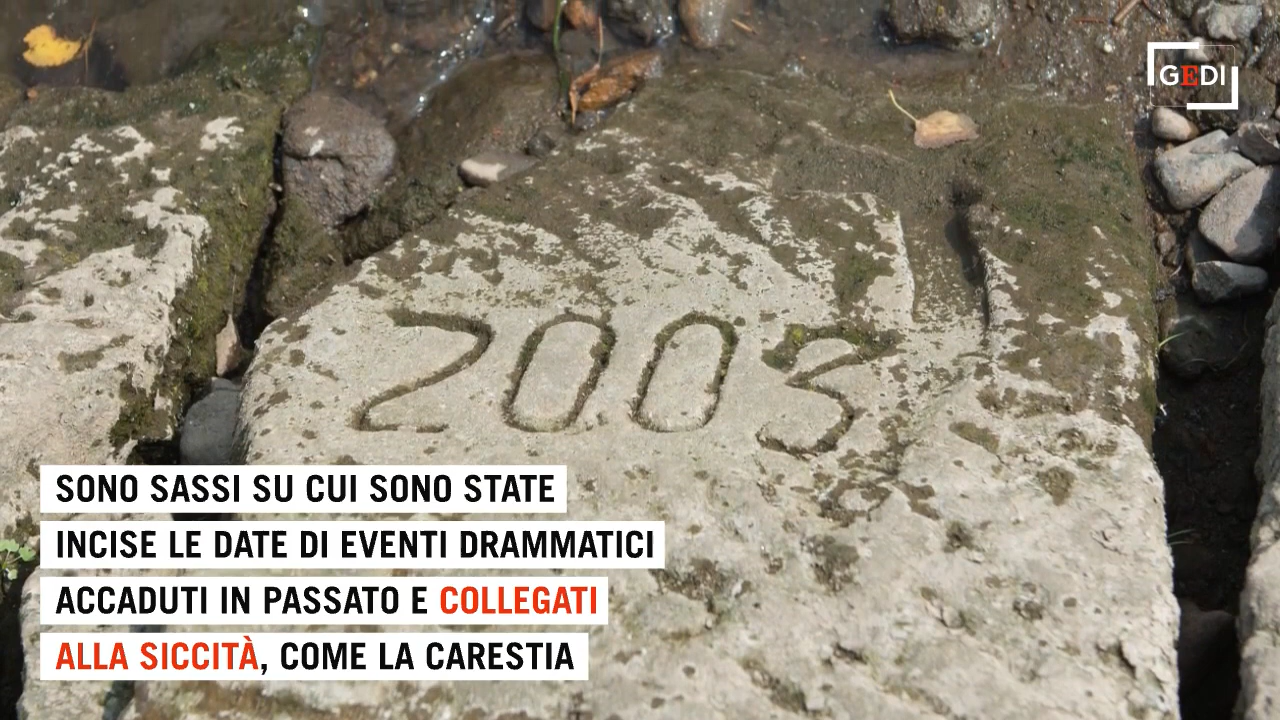 GEDI
2003
SONO SASSI SU CUI SONO STATE
INCISE LE DATE DI EVENTI DRAMMATICI
ACCADUTI IN PASSATO E COLLEGATI
ALLA SICCITÀ, COME LA CARESTIA